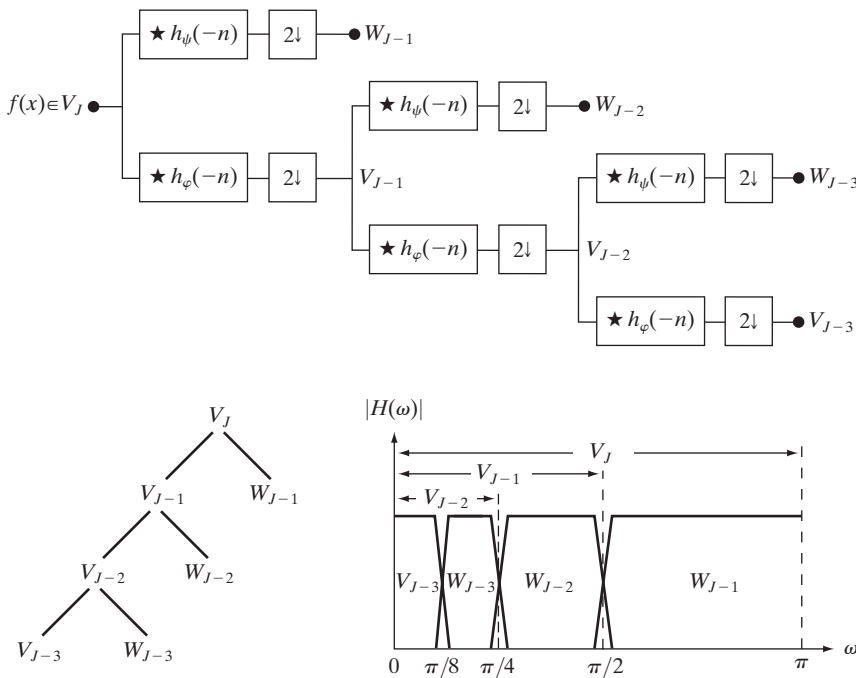 ★ h_ψ(−n) 2↓ W_{J−1}
f(x)∈V_J ★ h_ψ(−n) 2↓ W_{J−2}
★ h_φ(−n) 2↓ V_{J−1} ★ h_ψ(−n) 2↓ W_{J−3}
★ h_φ(−n) 2↓ V_{J−2}
★ h_φ(−n) 2↓ V_{J−3}
V_J
V_{J−1} W_{J−1}
V_{J−2} W_{J−2}
V_{J−3} W_{J−3}
|H(ω)|
V_J
V_{J−1}
V_{J−2}
V_{J−3} W_{J−3} W_{J−2} W_{J−1}
0 π/8 π/4 π/2 π ω